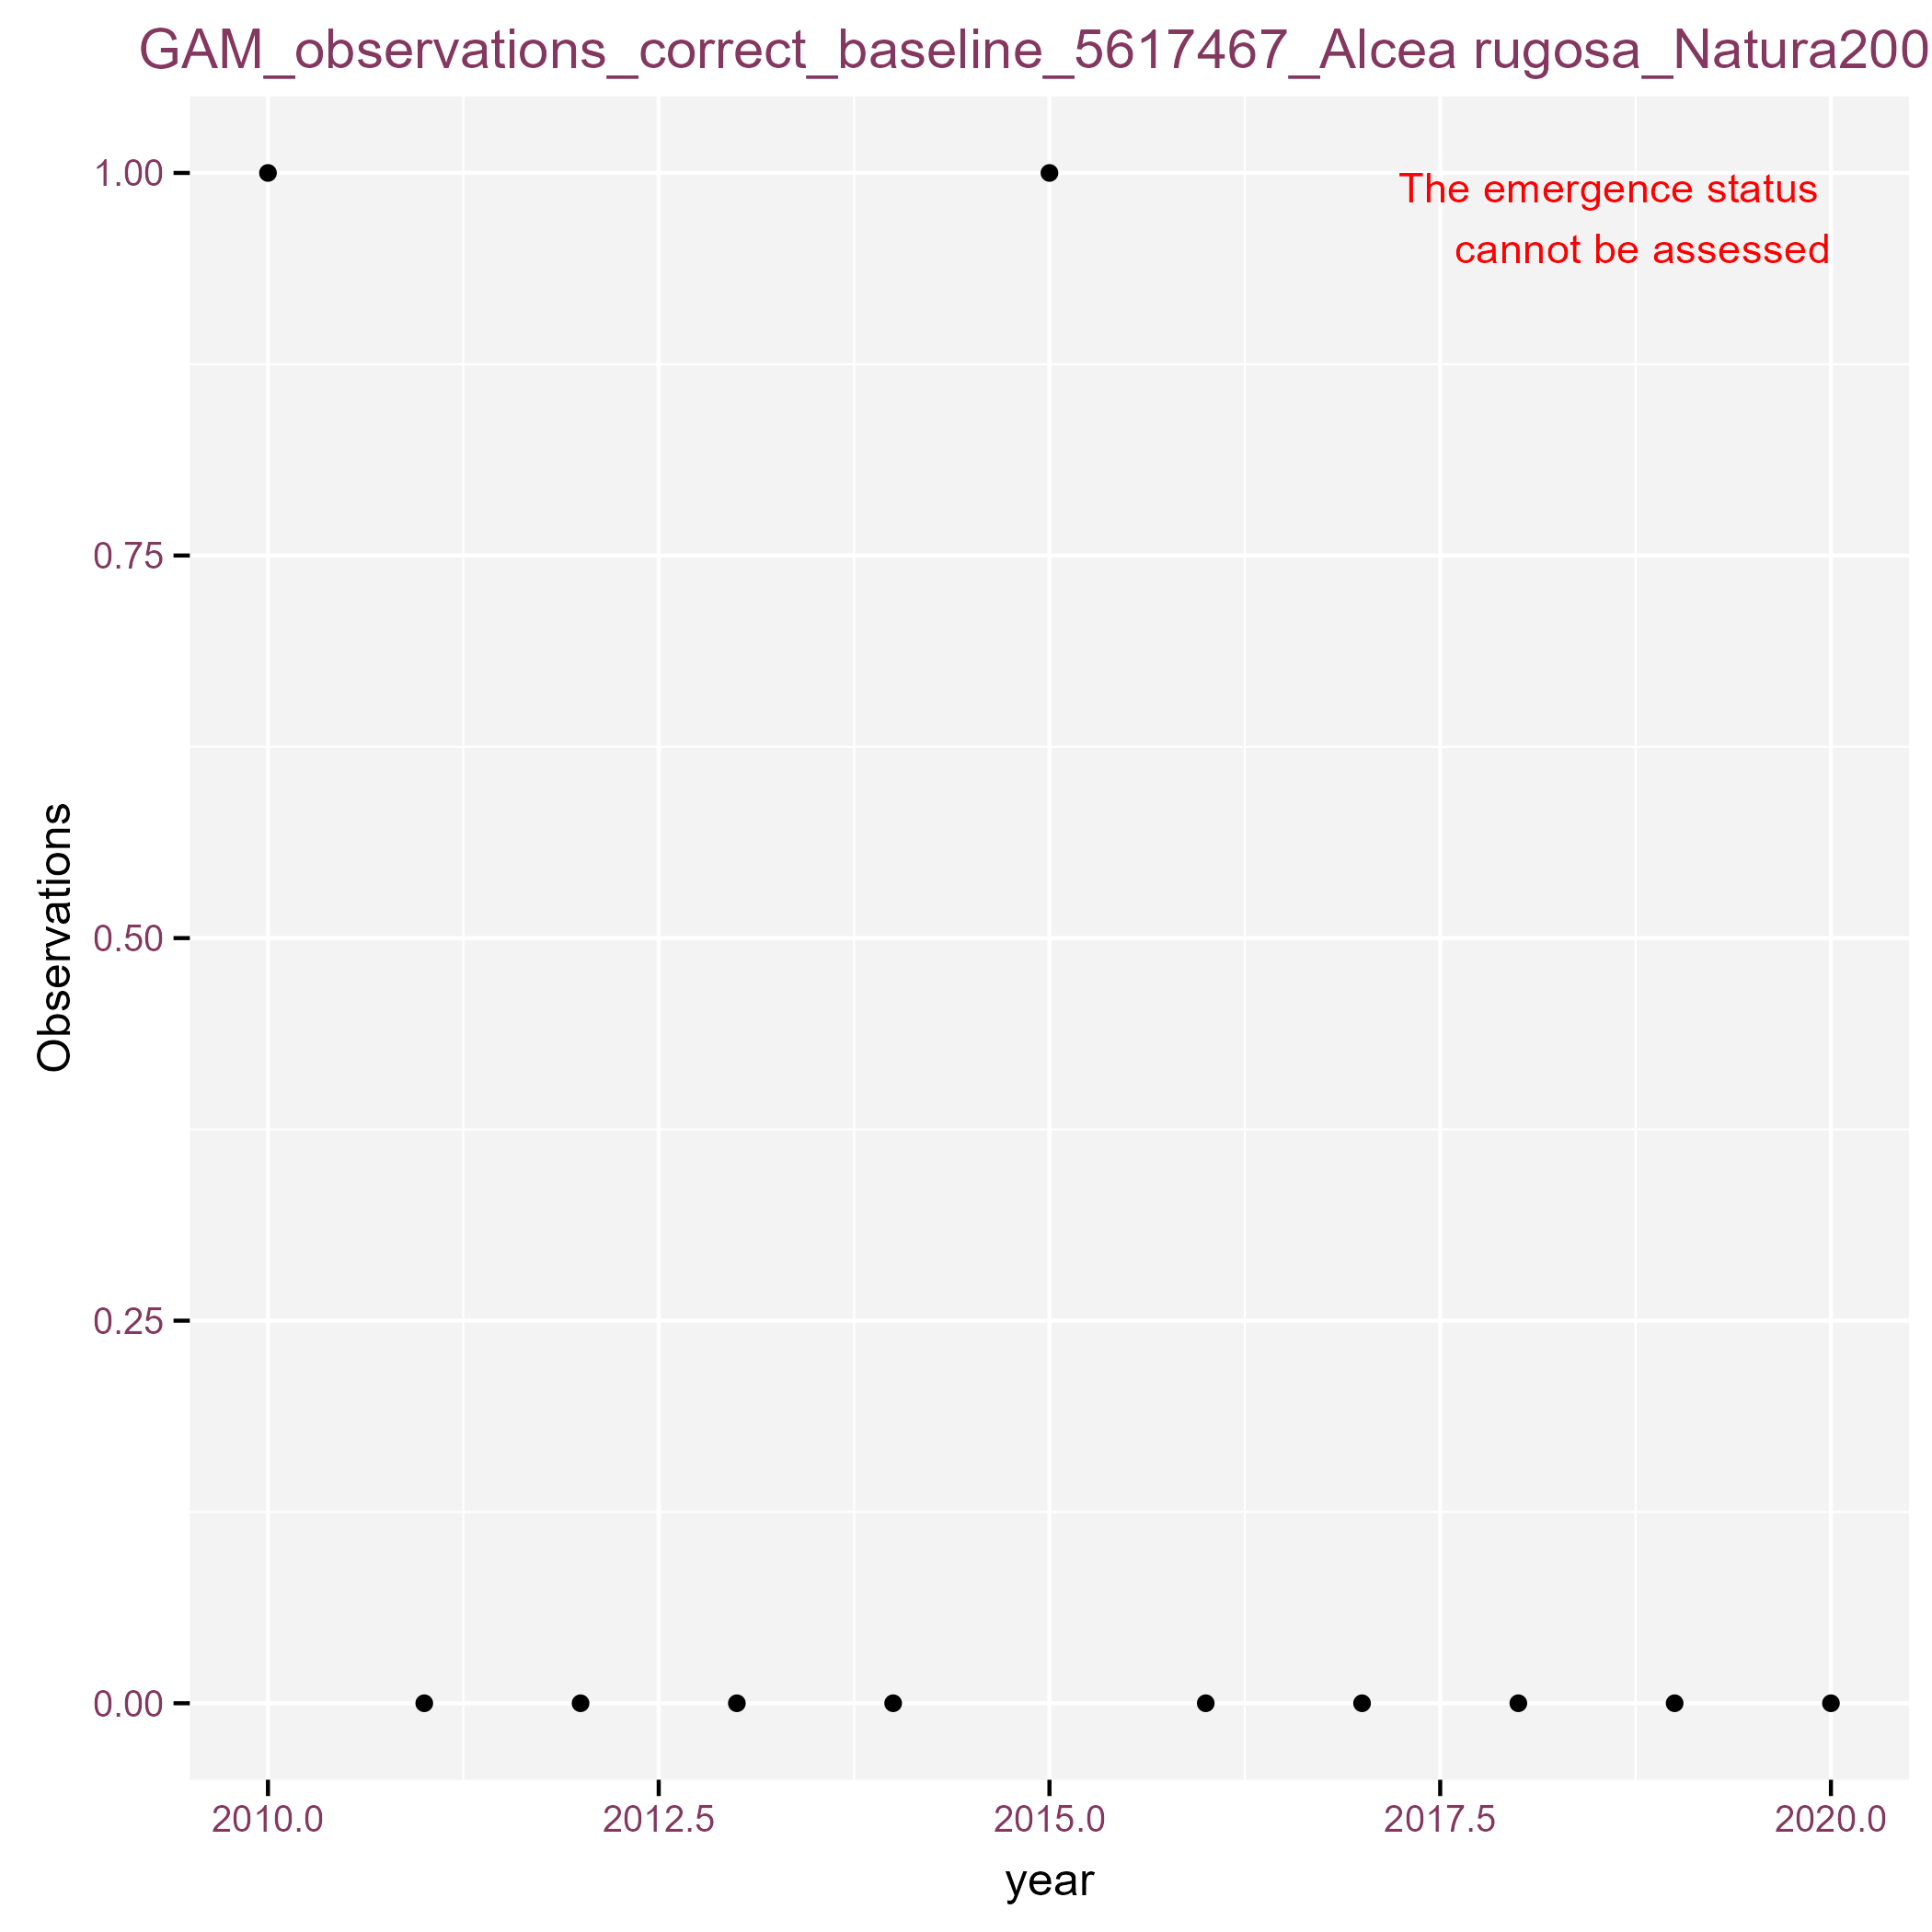 GAM_observations_correct_baseline_5617467_Alcea rugosa_Natura200
1.00
The emergence status
cannot be assessed
0.75
Observations
0.50
0.25
0.00
2010.0 2012.5 2015.0 2017.5 2020.0
year